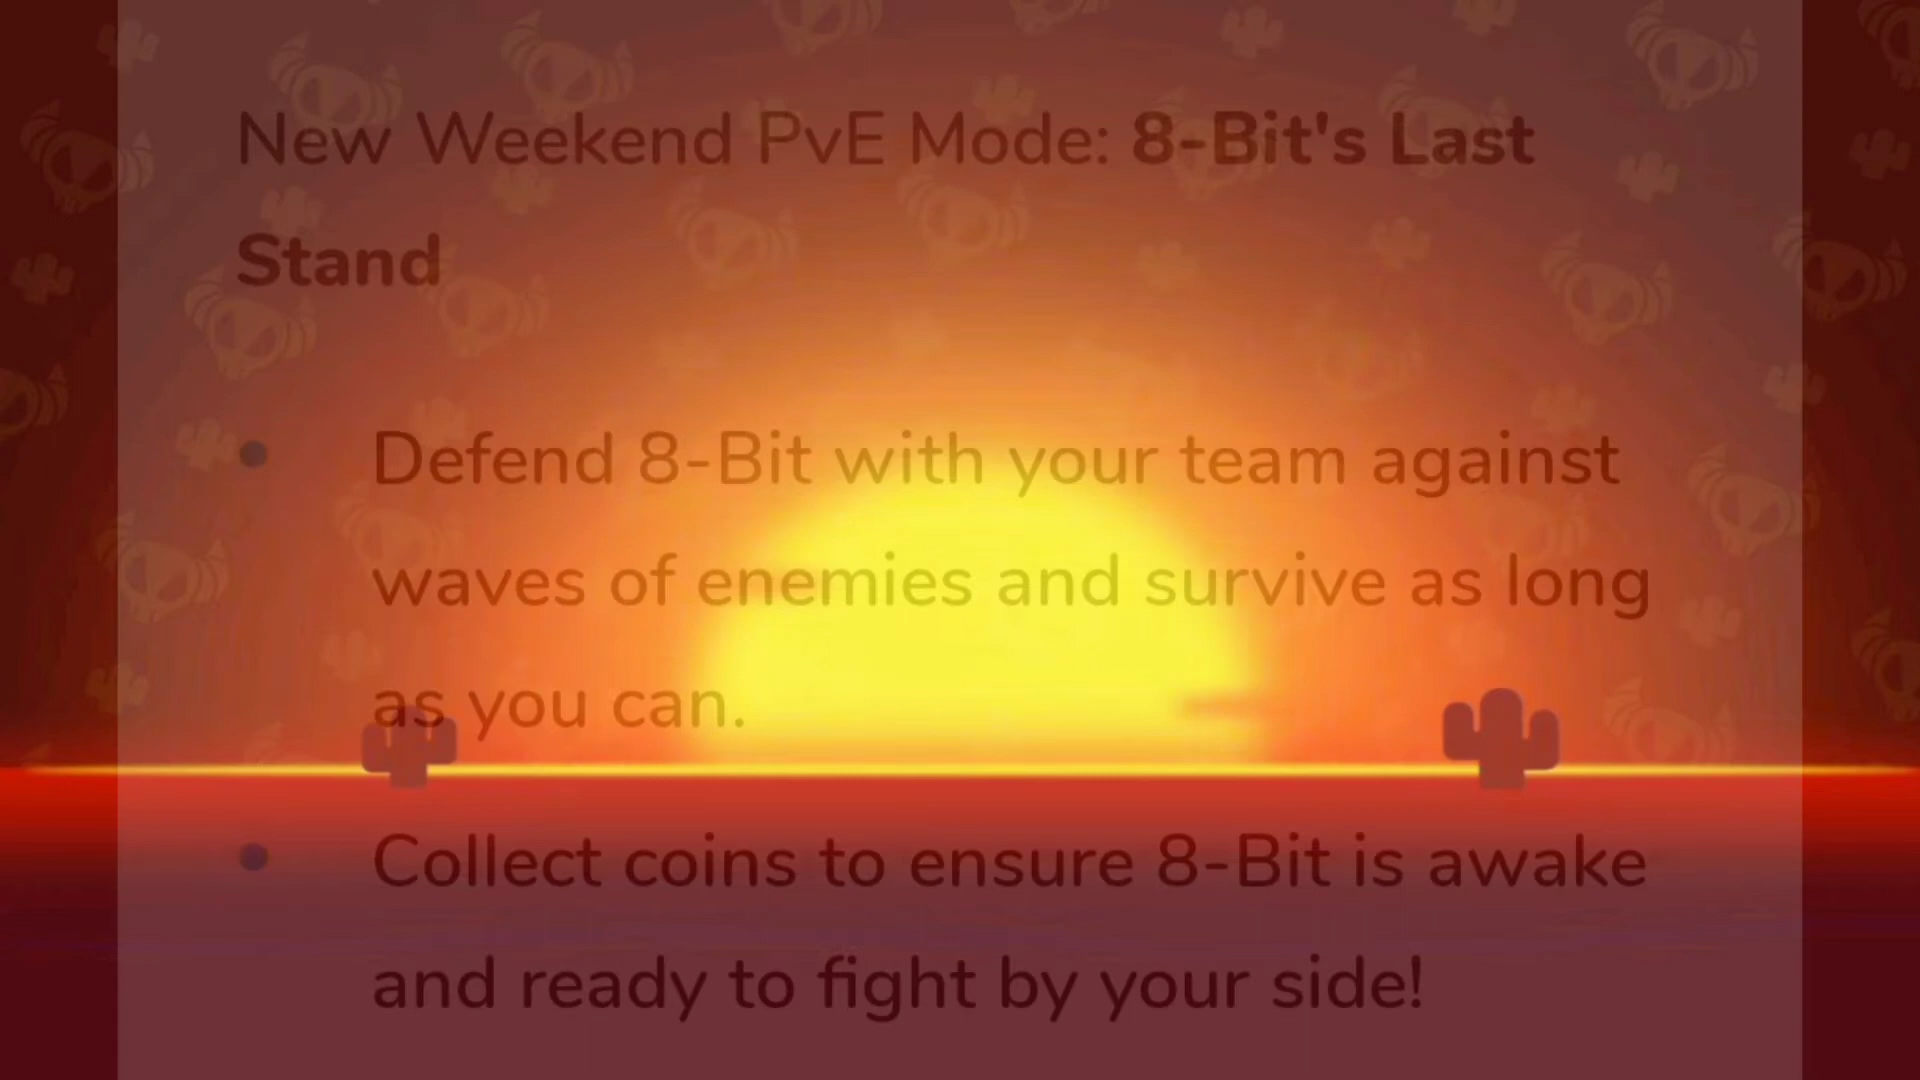 New Weekend PvE Mode: 8-Bit's Last
Stand
• Defend 8-Bit with your team against
waves of enemies and survive as long
as you can.
• Collect coins to ensure 8-Bit is awake
and ready to fight by your side!